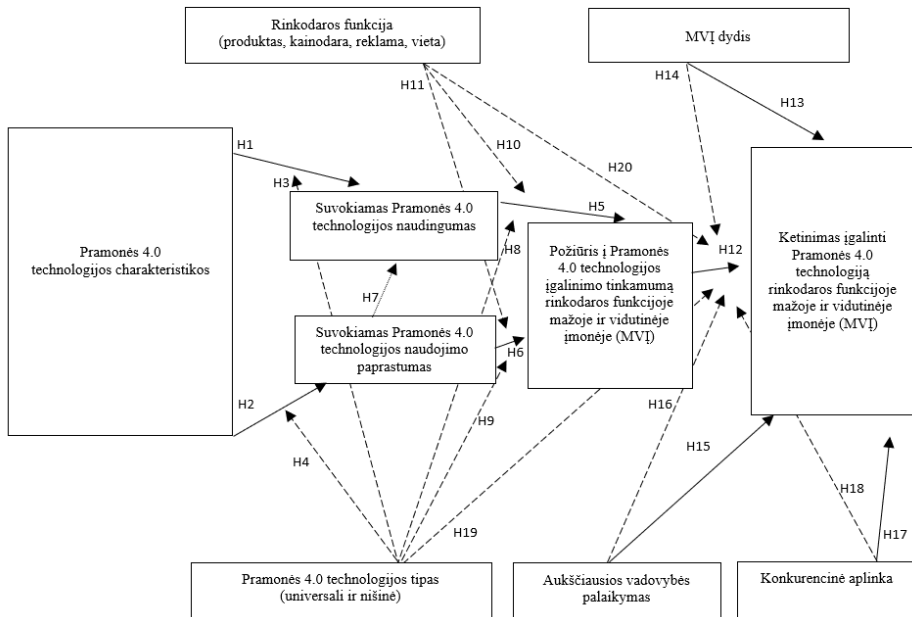 Rinkodaros funkcija
(produktas, kainodara, reklama, vieta)
MVĮ dydis
H11
H14
H13
H10
H1
H3
H20
Pramonės 4.0
technologijos charakteristikos
Suvokiamas Pramonės 4.0
technologijos naudingumas
H5
H8
H12
Požiūris į Pramonės
4.0 technologijos
įgalinimo tinkamumą
rinkodaros funkcijoje
mažoje ir vidutinėje
įmonėje (MVĮ)
Ketinimas įgalinti
Pramonės 4.0
technologiją
rinkodaros funkcijoje
mažoje ir vidutinėje
įmonėje (MVĮ)
H7
Suvokiamas Pramonės 4.0
technologijos naudojimo
paprastumas
H6
H2
H9
H16
H4
H15
H18
H19
H17
Pramonės 4.0 technologijos tipas
(universali ir nišinė)
Aukščiausios vadovybės
palaikymas
Konkurencinė aplinka